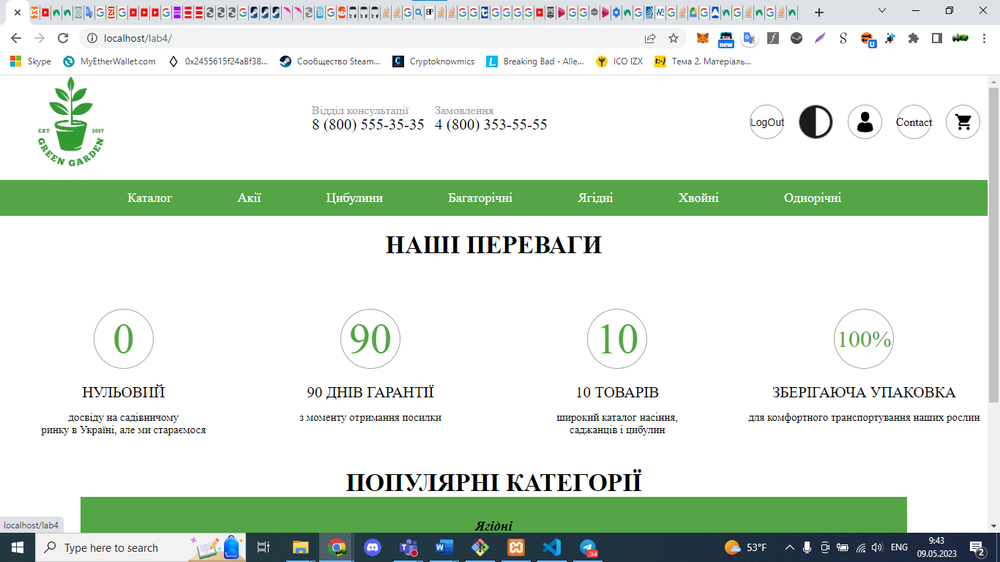 localhost/lab4/
new
U
Skype
MyEtherWallet.com
0x2455615f24aBf38...
Сообщество Steam...
Cryptoknowmics
Breaking Bad - Alle...
ICO IZX
Тема 2. Матеріаль...
EST 2017
GREEN GARDEN
Відділ консультації
8 (800) 555-35-35
Замовлення
4 (800) 353-55-55
LogOut
Contact
Каталог Акії Цибулини Багаторічні Ягідні Хвойні Однорічні
НАШІ ПЕРЕВАГИ
0
НУЛЬОВИЙ
досвіду на садівничому
ринку в Україні, але ми стараємося
90
90 ДНІВ ГАРАНТІЇ
з моменту отримання посилки
10
10 ТОВАРІВ
широкий каталог насіння,
саджанців і цибулин
100%
ЗБЕРІГАЮЧА УПАКОВКА
для комфортного транспортування наших рослин
ПОПУЛЯРНІ КАТЕГОРІЇ
Ягідні
localhost/lab4
Type here to search
94
53°F
ENG
9:43
09.05.2023
2